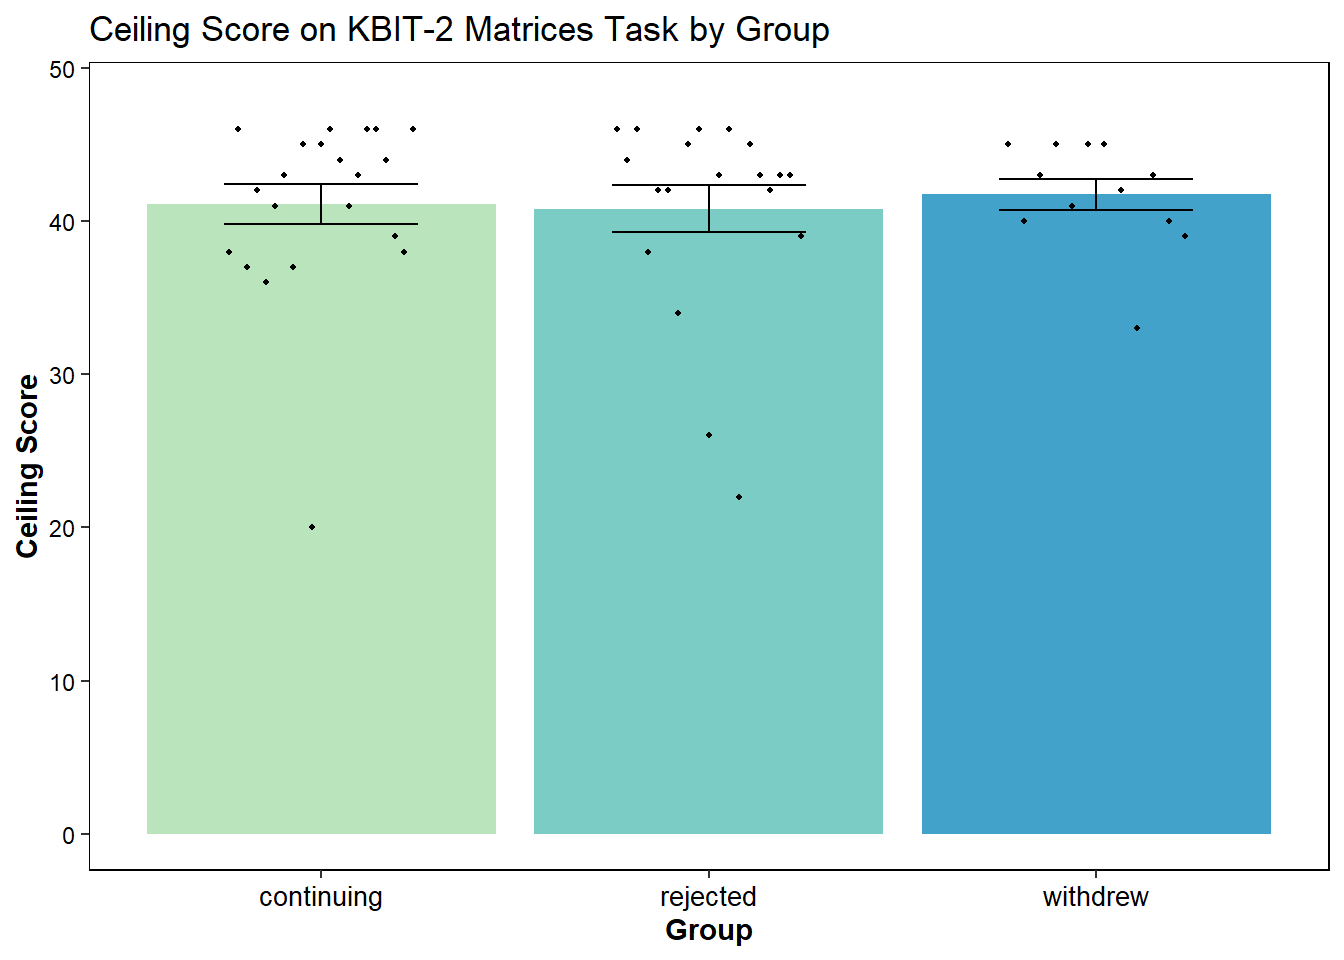 Ceiling Score on KBIT-2 Matrices Task by Group
Ceiling Score
50
40
30
20
10
0
continuing
rejected
withdrew
Group